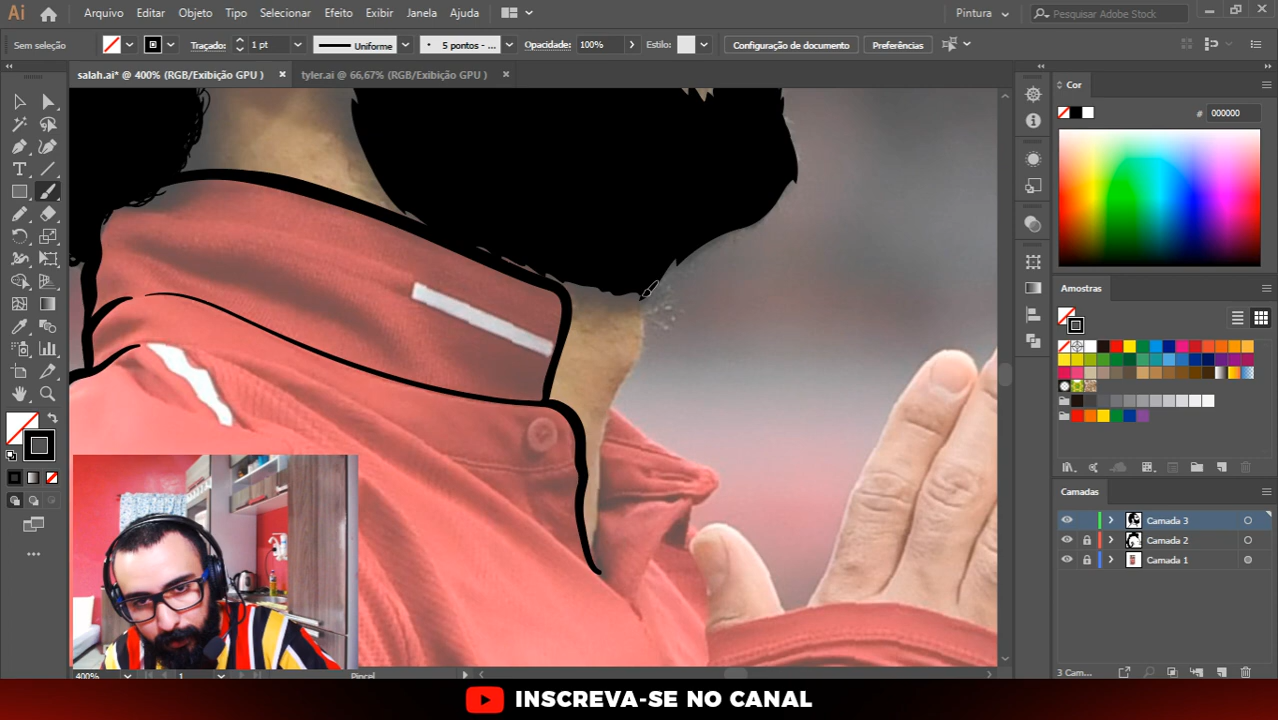 Ai
Arquivo
Editar
Objeto
Tipo
Selecionar
Efeito
Exibir
Janela
Ajuda
Pintura
Pesquisar Adobe Stock
Sem seleção
Traçado:
1 pt
Uniforme
5 pontos - ...
Opacidade:
100%
Estilo:
Configuração de documento
Preferências
salah.ai* @ 400% (RGB/Exibição GPU )
tyler.ai @ 66,67% (RGB/Exibição GPU )
Cor
# 000000
Amostras
Camadas
Camada 3
Camada 2
Camada 1
3 Cam...
400%
1
Pincel
INSCREVA-SE NO CANAL